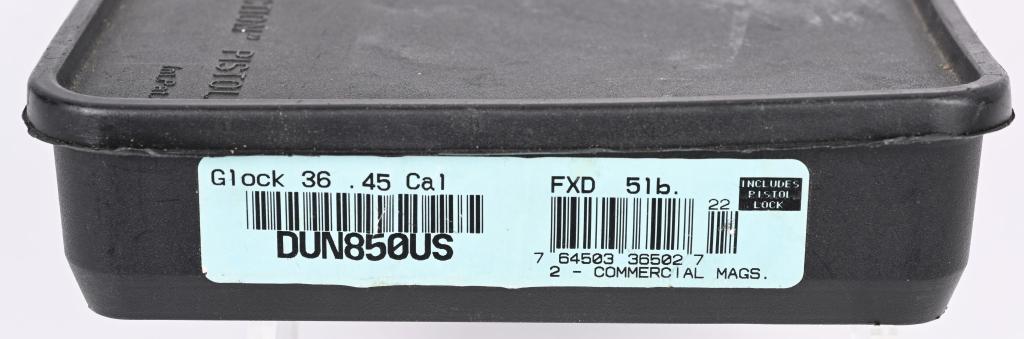 PISTOL
Glock 36 .45 Cal
DUN850US
FXD 5lb.
INCLUDES
PISTOL
LOCK
22
7 64503 36502 7
2 - COMMERCIAL MAGS.